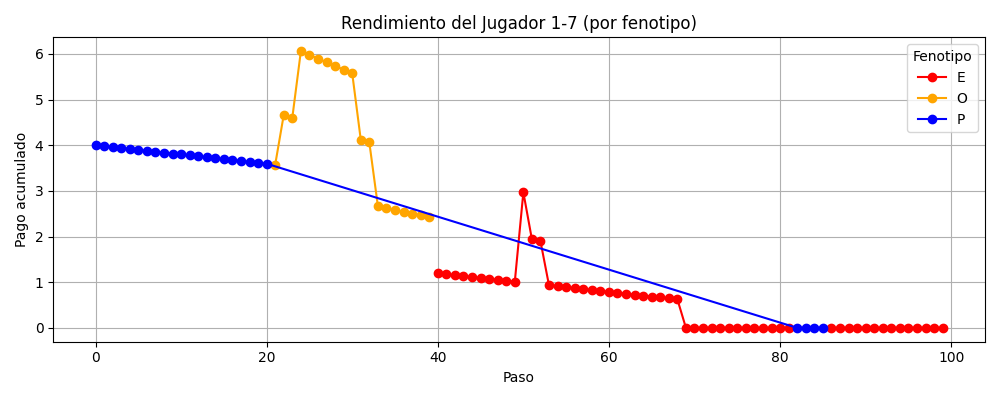 Rendimiento del Jugador 1-7 (por fenotipo)
Pago acumulado
6
5
4
3
2
1
0
Fenotipo
E
O
P
0
20
40
60
80
100
Paso